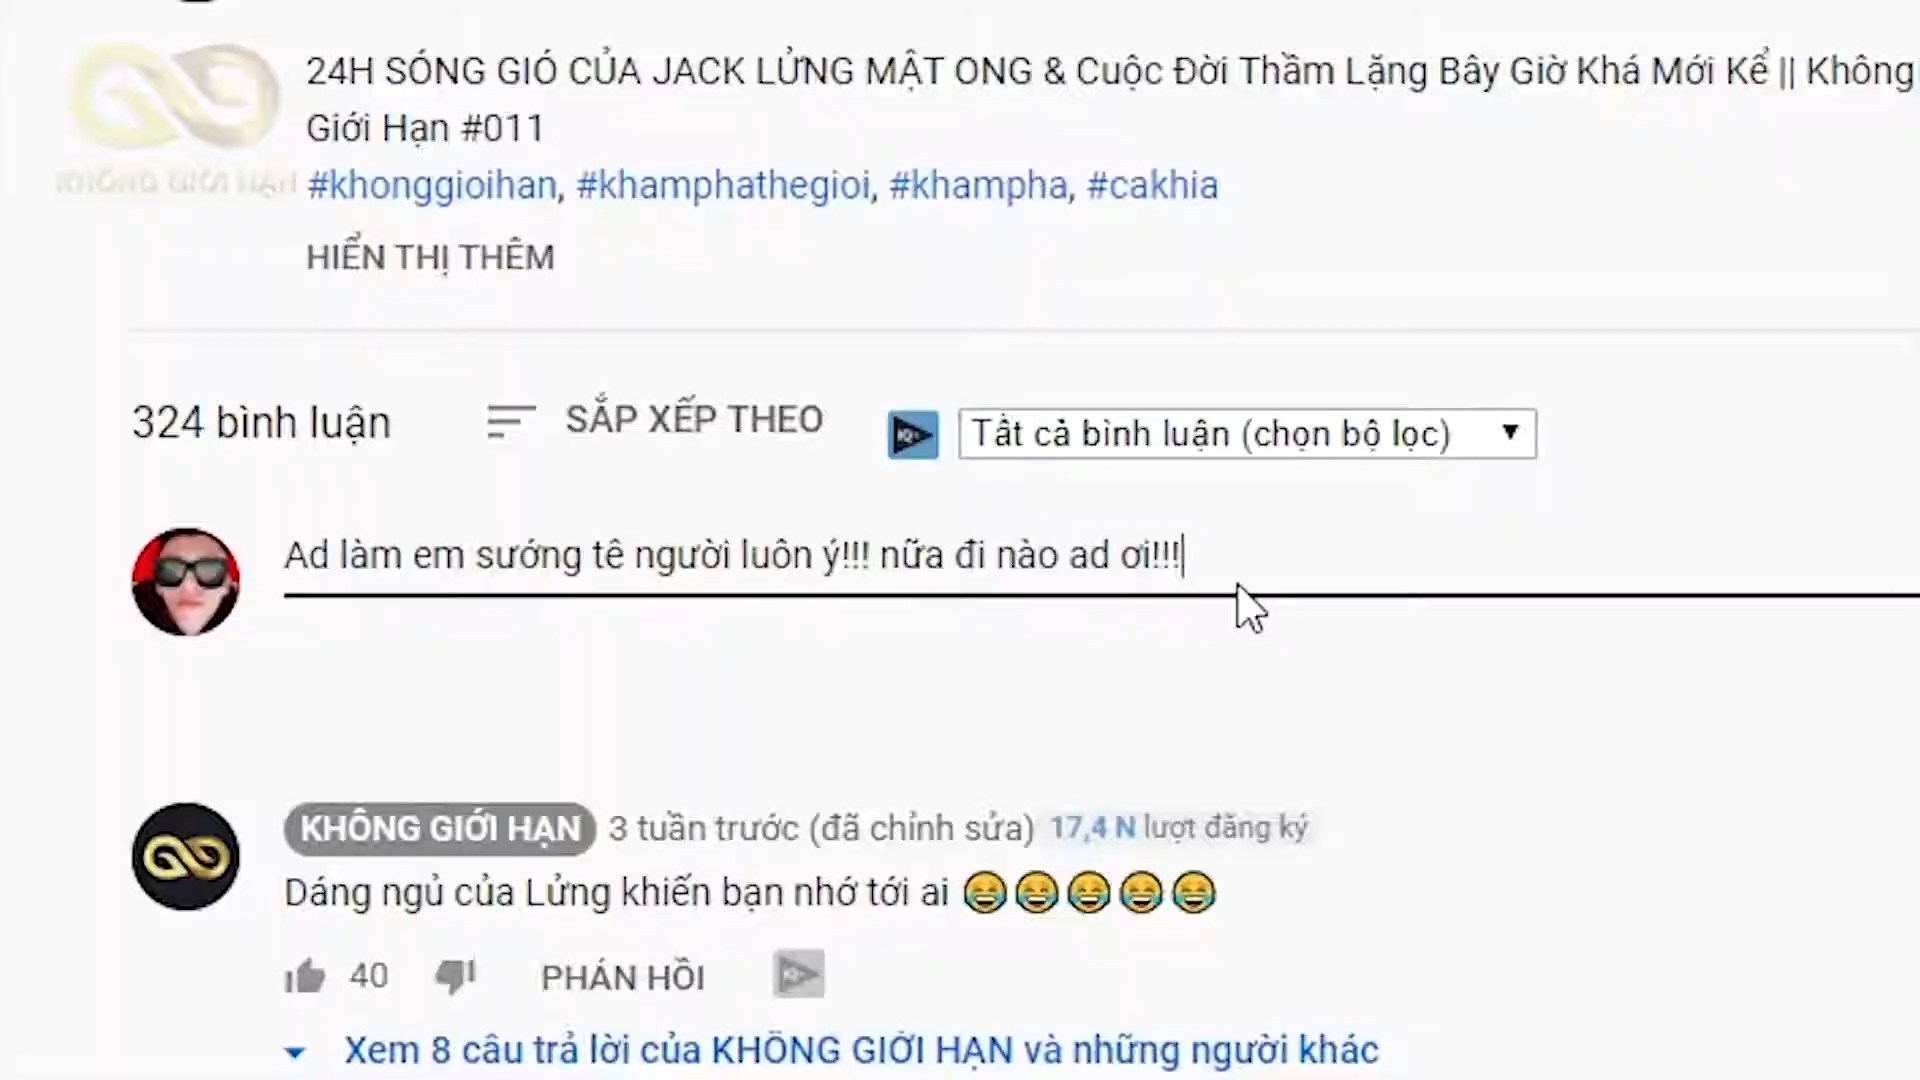 24H SÓNG GIÓ CỦA JACK LỬNG MẬT ONG & Cuộc Đời Thầm Lặng Bây Giờ Khá Mới Kể || Không
Giới Hạn #011
KHÔNG GIỚI HẠN
#khonggioihan, #khamphathegioi, #khampha, #cakhia
HIỂN THỊ THÊM
324 bình luận SẮP XẾP THEO Tất cả bình luận (chọn bộ lọc)
Ad làm em sướng tê người luôn ý!!! nữa đi nào ad ơi!!!
KHÔNG GIỚI HẠN 3 tuần trước (đã chỉnh sửa) 17,4 N lượt đăng ký
Dáng ngủ của Lửng khiến bạn nhớ tới ai 😂😂😂😂😂
40 PHẢN HỒI
Xem 8 câu trả lời của KHÔNG GIỚI HẠN và những người khác